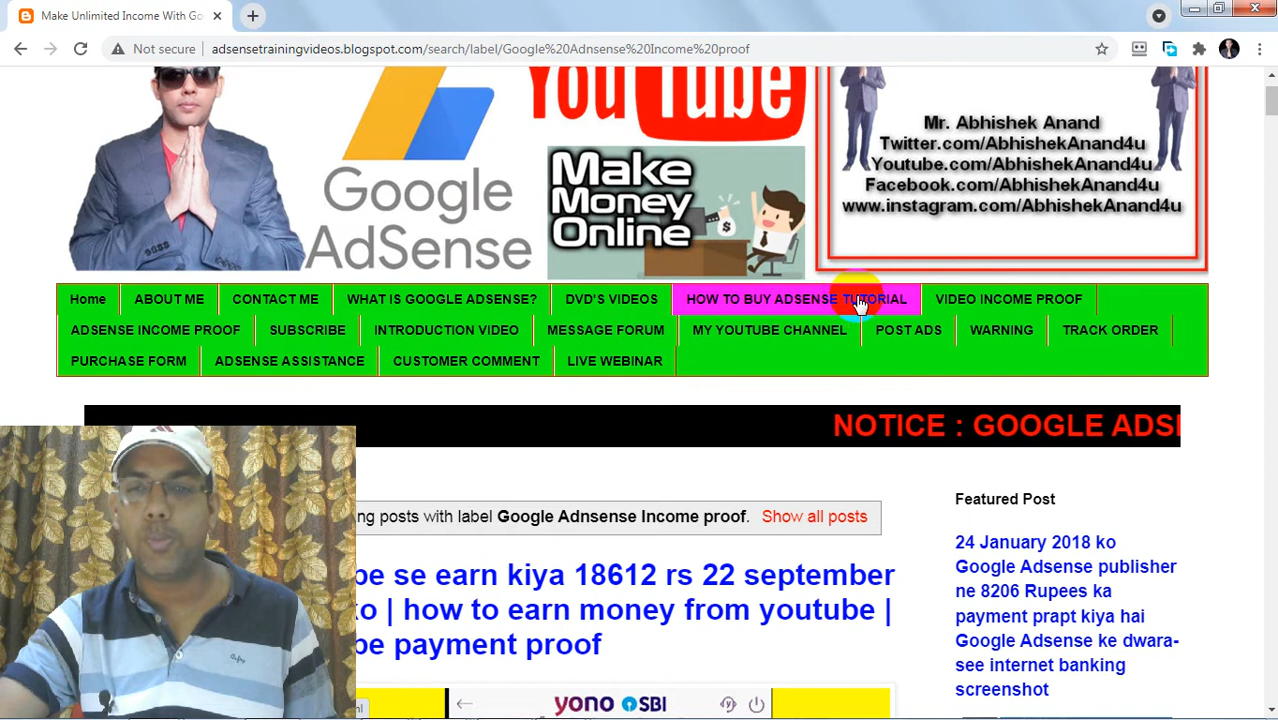 Make Unlimited Income With Go
Not secure
adsensetrainingvideos.blogspot.com/search/label/Google%20Adnsense%20Income%20proof
YOUTUBE
Google
AdSense
Make
Money
Online
Mr. Abhishek Anand
Twitter.com/AbhishekAnand4u
Youtube.com/AbhishekAnand4u
Facebook.com/AbhishekAnand4u
www.instagram.com/AbhishekAnand4u
Home ABOUT ME CONTACT ME WHAT IS GOOGLE ADSENSE? DVD'S VIDEOS HOW TO BUY ADSENSE TUTORIAL VIDEO INCOME PROOF
ADSENSE INCOME PROOF SUBSCRIBE INTRODUCTION VIDEO MESSAGE FORUM MY YOUTUBE CHANNEL POST ADS WARNING TRACK ORDER
PURCHASE FORM ADSENSE ASSISTANCE CUSTOMER COMMENT LIVE WEBINAR
NOTICE : GOOGLE ADSE
ng posts with label Google Adnsense Income proof. Show all posts
be se earn kiya 18612 rs 22 september
ko | how to earn money from youtube |
be payment proof
yono SBI
Featured Post
24 January 2018 ko
Google Adsense publisher
ne 8206 Rupees ka
payment prapt kiya hai
Google Adsense ke dwara-
see internet banking
screenshot